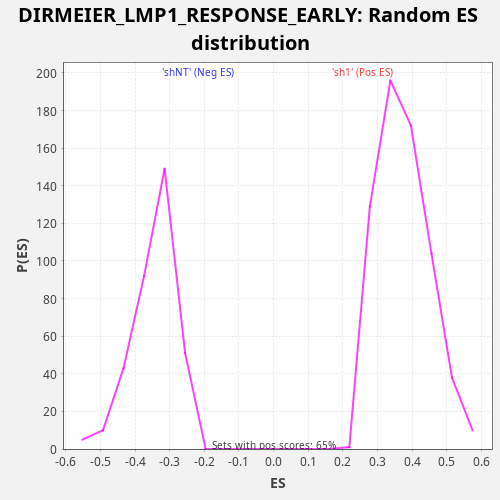 DIRMEIER_LMP1_RESPONSE_EARLY: Random ES
distribution
'shNT' (Neg ES) 'sh1' (Pos ES)
200
180
160
140
120
100
80
60
40
20
0
P(ES)
Sets with pos scores: 65%
-0.6 -0.5 -0.4 -0.3 -0.2 -0.1 0.0 0.1 0.2 0.3 0.4 0.5 0.6
ES